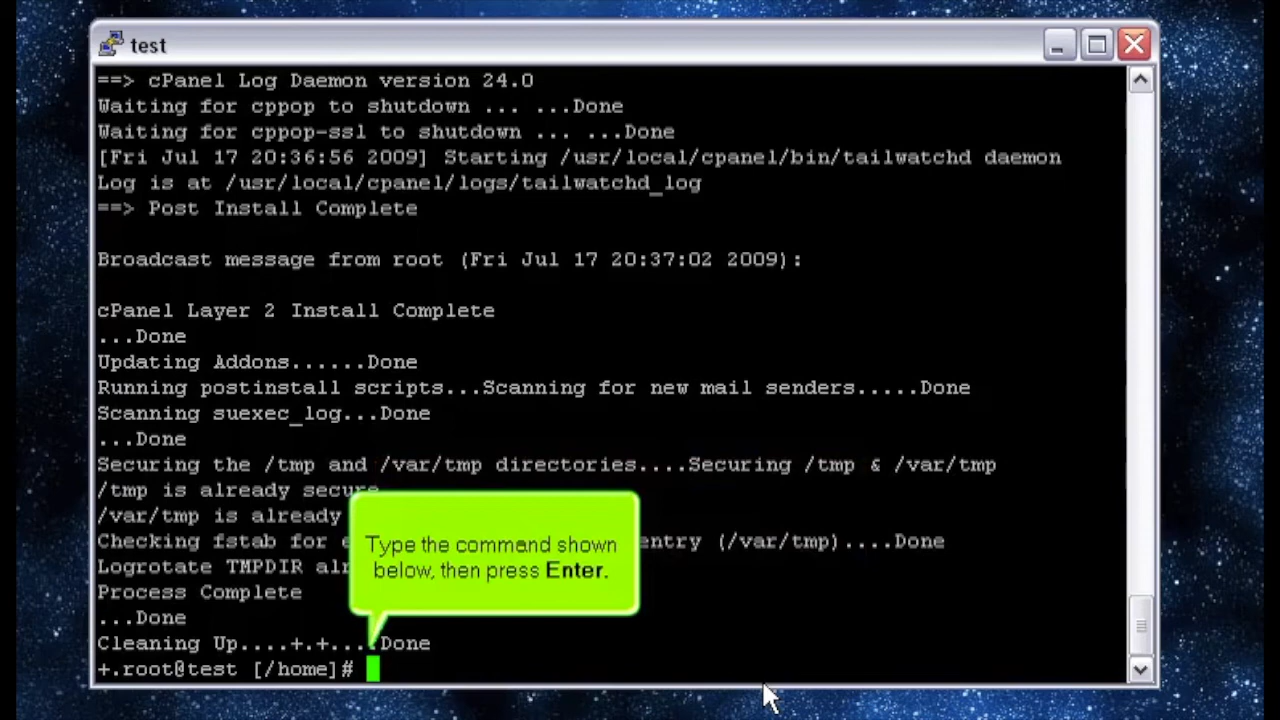 test
==> cPanel Log Daemon version 24.0
Waiting for cppop to shutdown ... ...Done
Waiting for cppop-ssl to shutdown ... ...Done
[Fri Jul 17 20:36:56 2009] Starting /usr/local/cpanel/bin/tailwatchd daemon
Log is at /usr/local/cpanel/logs/tailwatchd_log
==> Post Install Complete
Broadcast message from root (Fri Jul 17 20:37:02 2009):
cPanel Layer 2 Install Complete
...Done
Updating Addons......Done
Running postinstall scripts...Scanning for new mail senders.....Done
Scanning suexec_log...Done
...Done
Securing the /tmp and /var/tmp directories....Securing /tmp & /var/tmp
/tmp is already secure
/var/tmp is already
Checking fstab for entry (/var/tmp)....Done
Logrotate TMPDIR
Process Complete
...Done
Cleaning Up....+.+....Done
+.root@test [/home]#
Type the command shown
below, then press Enter.